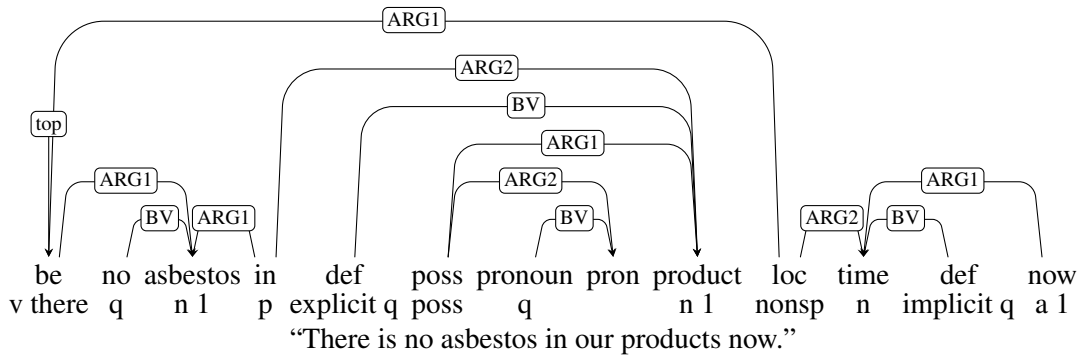 ARG1
ARG2
BV
top
ARG1
ARG1 ARG2 ARG1
BV ARG1 BV ARG2 BV
be no asbestos in def poss pronoun pron product loc time def now
v there q n 1 p explicit q poss q n 1 nonsp n implicit q a 1
“There is no asbestos in our products now.”